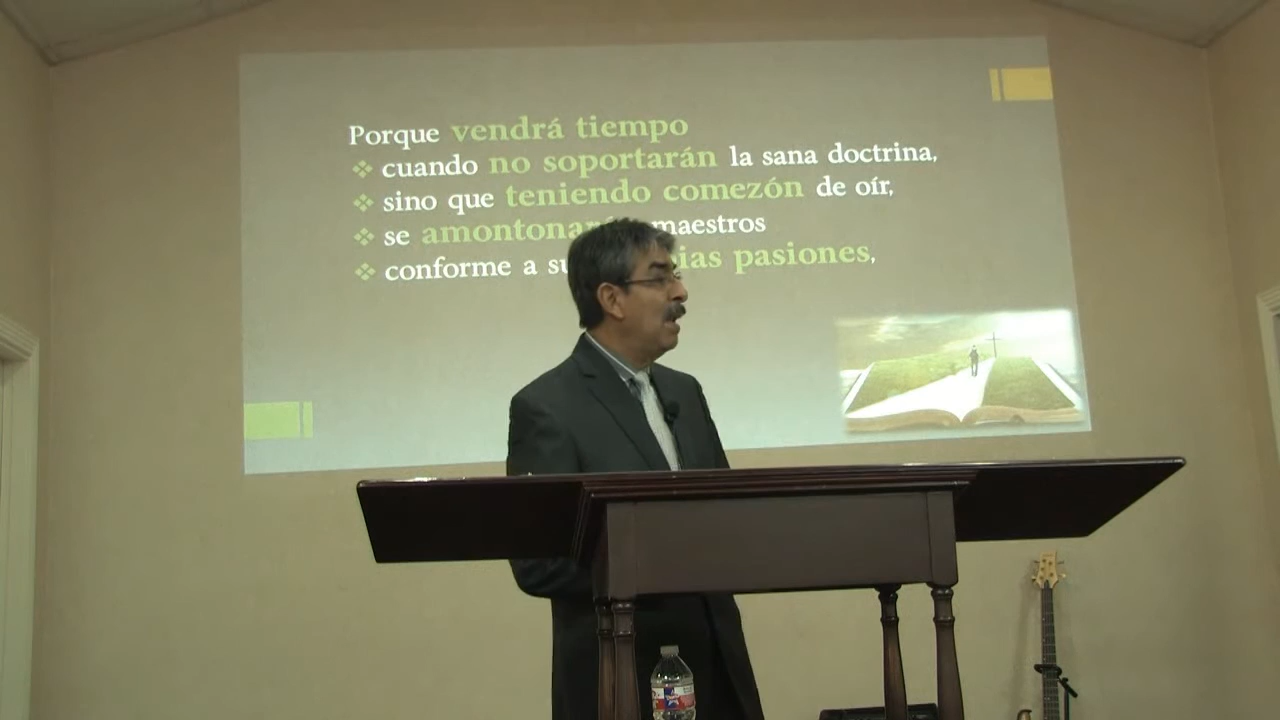 Porque vendrá tiempo
❖ cuando no soportarán la sana doctrina,
❖ sino que teniendo comezón de oír,
❖ se maestros
❖ conforme a pasiones,